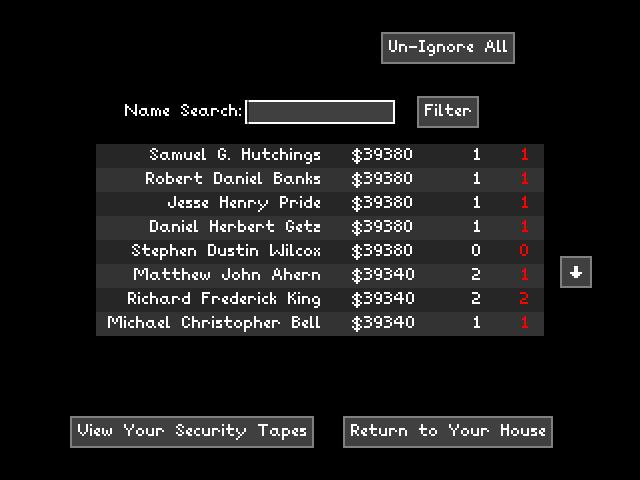 Un-Ignore All
Name Search: Filter
Samuel G. Hutchings $39380 1 1
Robert Daniel Banks $39380 1 1
Jesse Henry Pride $39380 1 1
Daniel Herbert Getz $39380 1 1
Stephen Dustin Wilcox $39380 0 0
Matthew John Ahern $39340 2 1
Richard Frederick King $39340 2 2
Michael Christopher Bell $39340 1 1
View Your Security Tapes Return to Your House